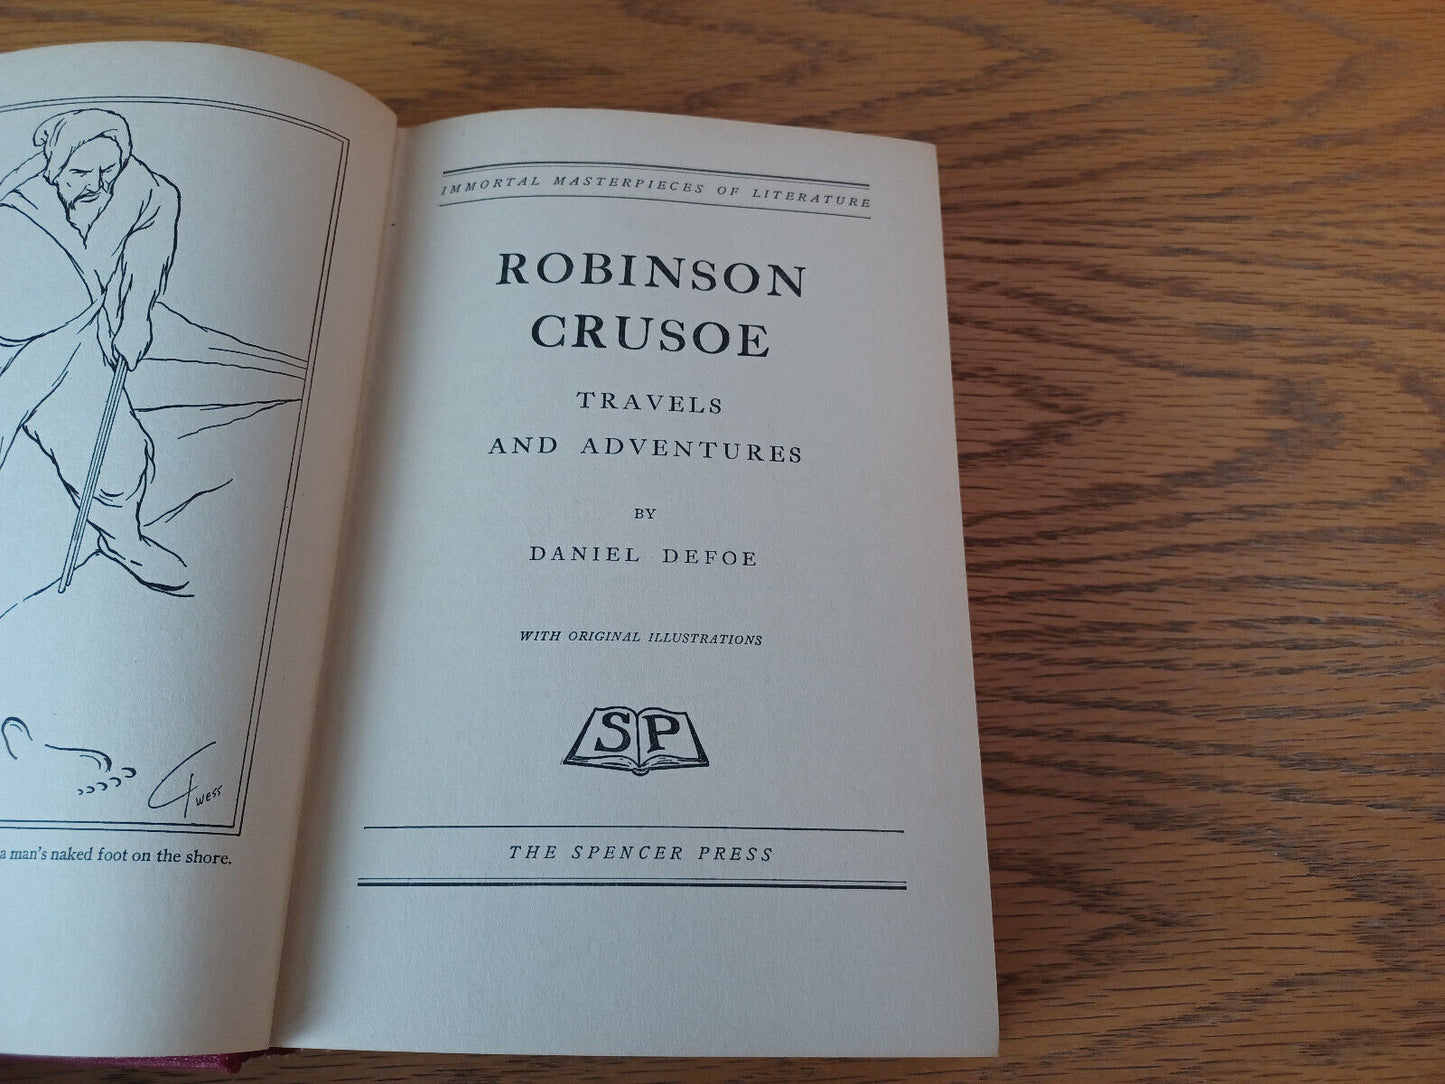 a man's naked foot on the shore.
WESS
IMMORTAL MASTERPIECES OF LITERATURE
ROBINSON
CRUSOE
TRAVELS
AND ADVENTURES
BY
DANIEL DEFOE
WITH ORIGINAL ILLUSTRATIONS
SP
THE SPENCER PRESS